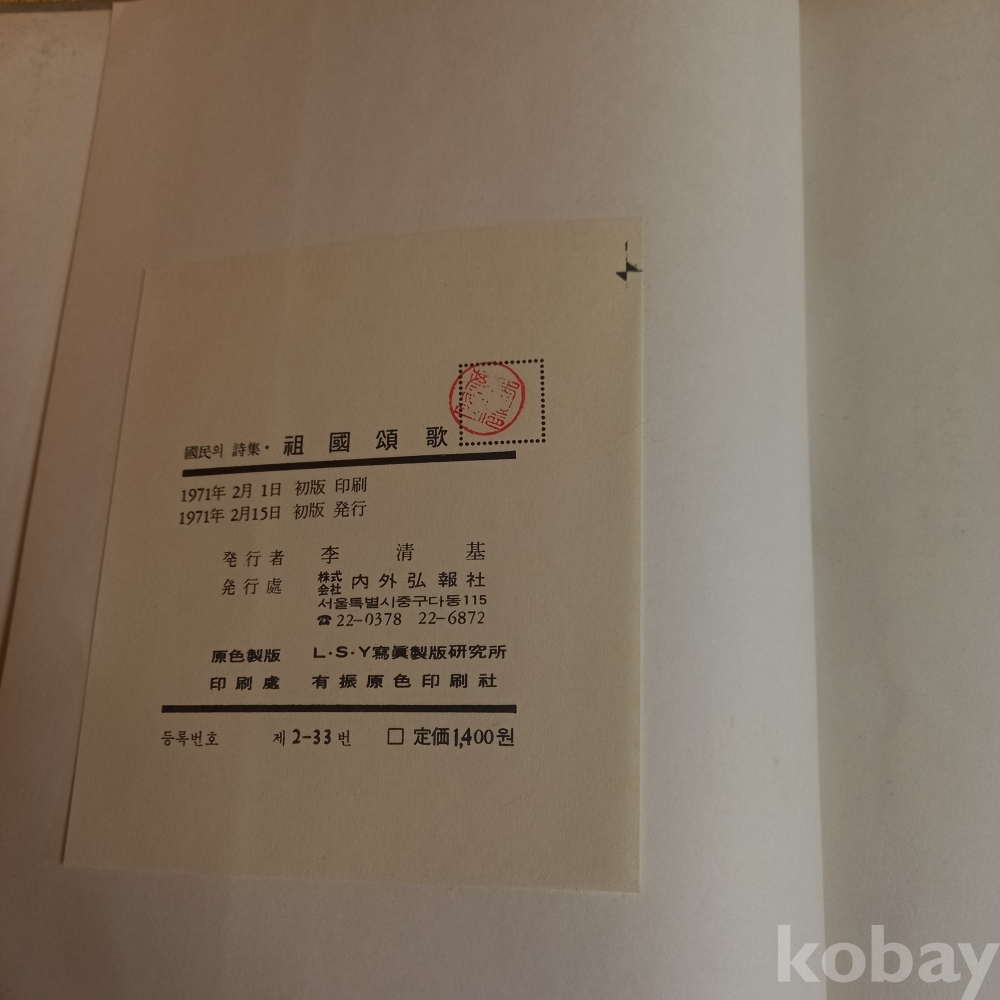 國民의 詩集・祖國頌歌
1971年 2月 1日 初版 印刷
1971年 2月15日 初版 発行
発行者 李清基
発行處 株式会社 内外弘報社
서울특별시중구다동115
☎ 22-0378 22-6872
原色製版 L·S·Y寫眞製版研究所
印刷處 有振原色印刷社
등록번호 제 2-33 번 □ 定価1,400원
kobay